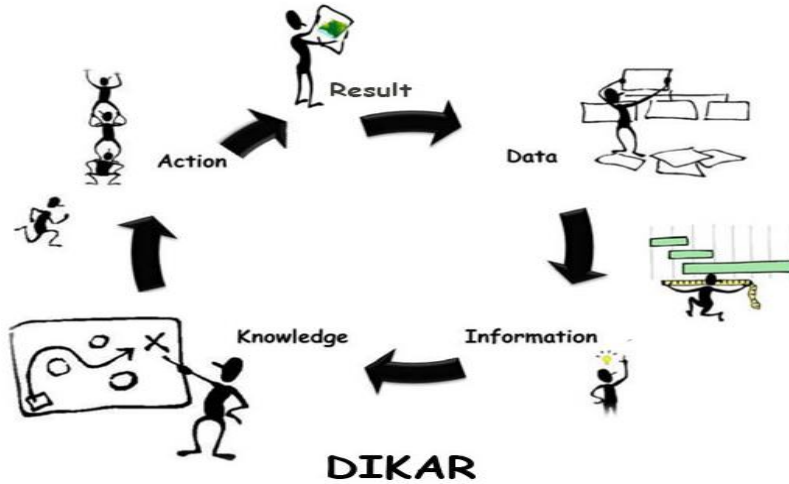 Result
Data
Action
Knowledge
Information
DIKAR